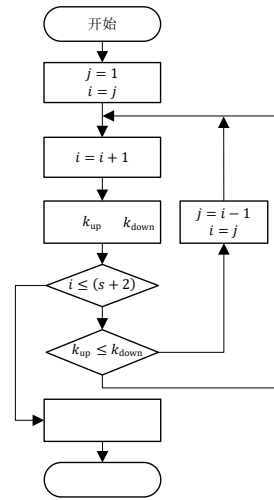 开始
j = 1
i = j
i = i + 1
k_up k_down
j = i − 1
i = j
i ≤ (s + 2)
k_up ≤ k_down